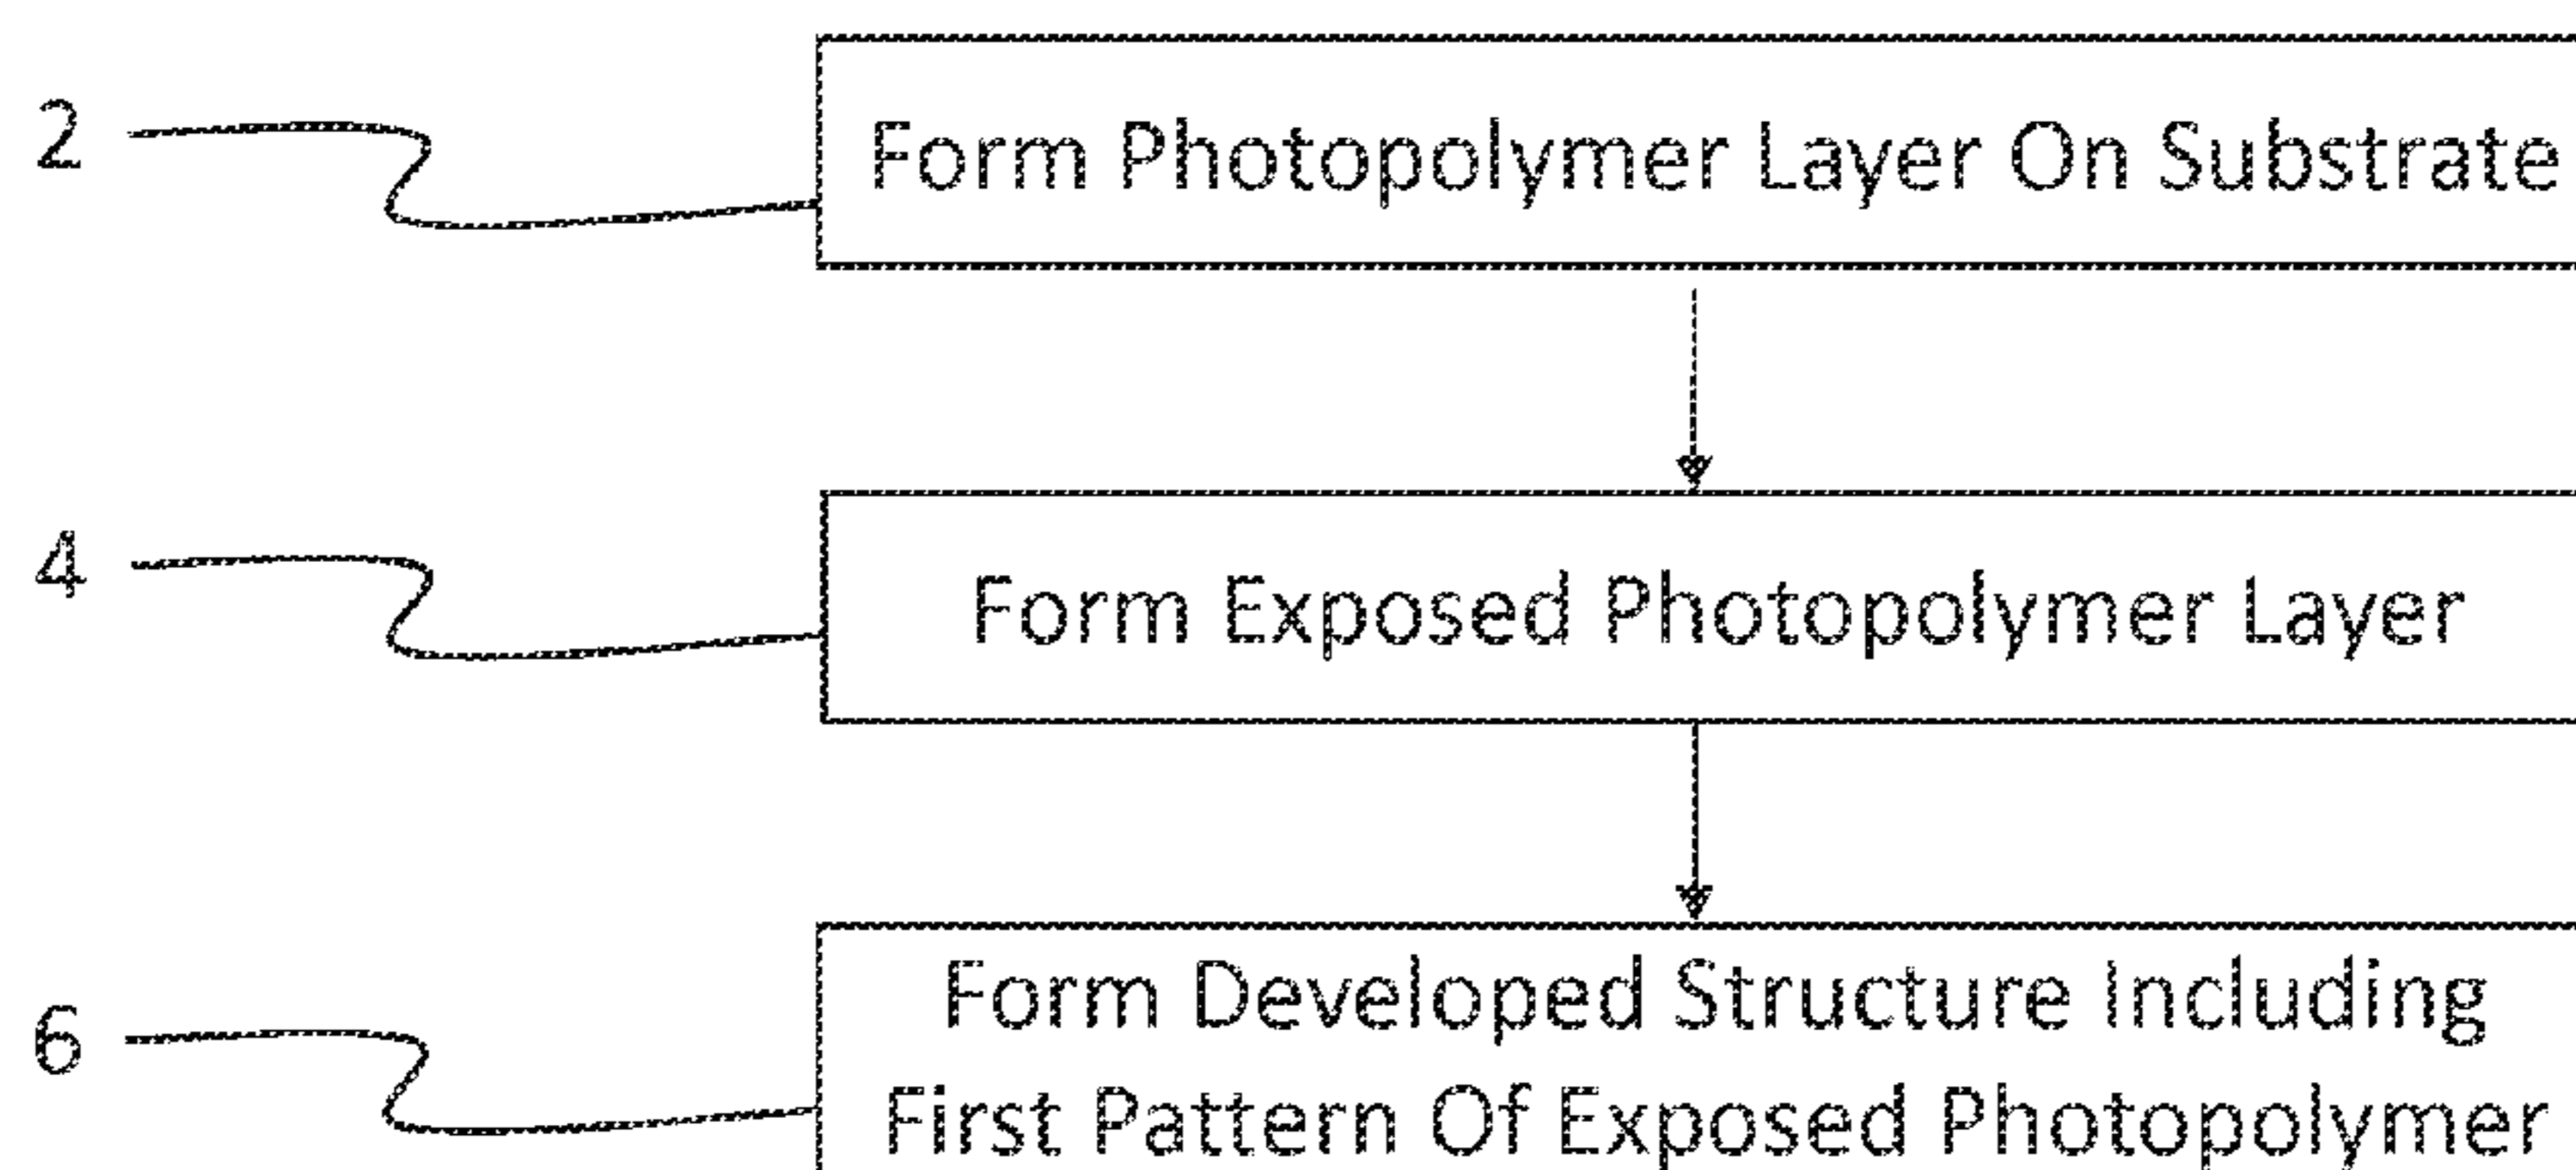 2
Form Photopolymer Layer On Substrate
4
Form Exposed Photopolymer Layer
6
Form Developed Structure Including
First Pattern Of Exposed Photopolymer